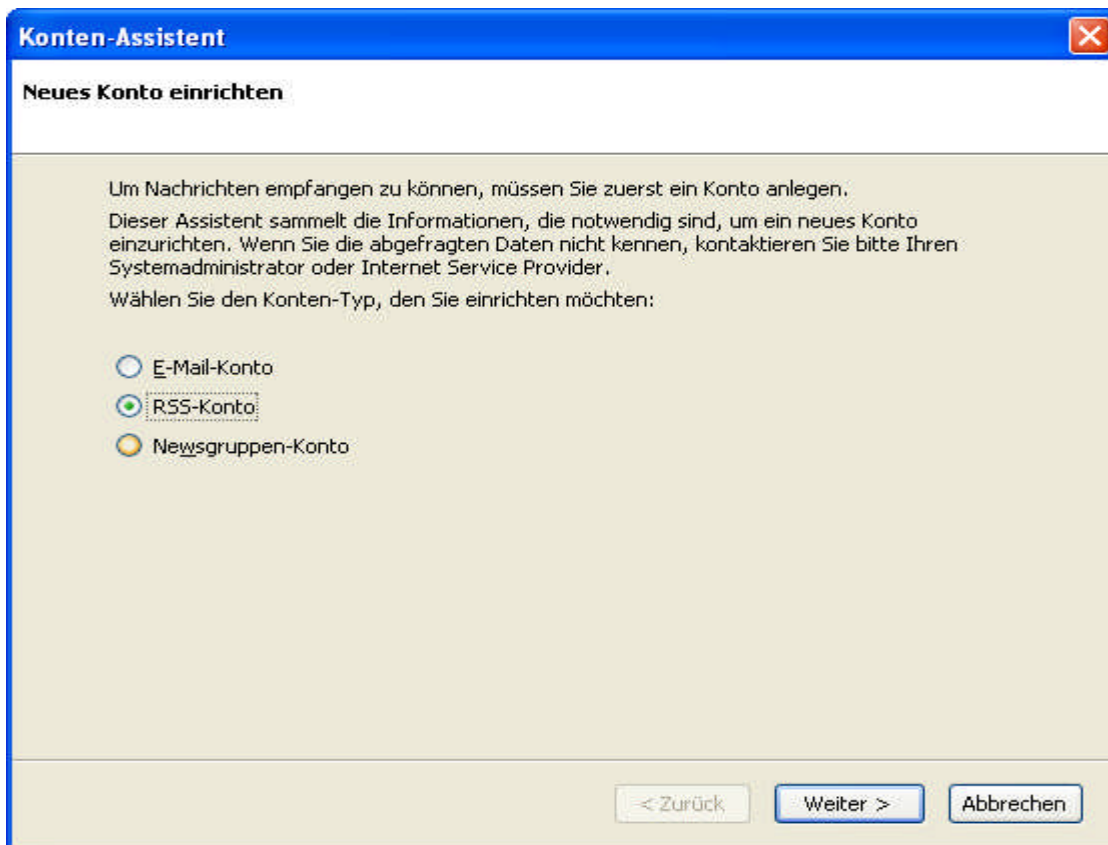 Konten-Assistent
Neues Konto einrichten
Um Nachrichten empfangen zu können, müssen Sie zuerst ein Konto anlegen.
Dieser Assistent sammelt die Informationen, die notwendig sind, um ein neues Konto
einzurichten. Wenn Sie die abgefragten Daten nicht kennen, kontaktieren Sie bitte Ihren
Systemadministrator oder Internet Service Provider.
Wählen Sie den Konten-Typ, den Sie einrichten möchten:
E-Mail-Konto
RSS-Konto
Newsgruppen-Konto
< Zurück Weiter > Abbrechen